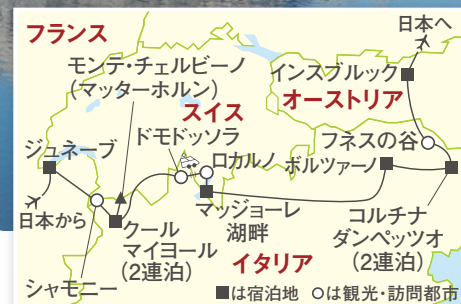 フランス
日本へ
モンテ・チェルビーノ
(マッターホルン)
インスブルック
スイス
オーストリア
ドモドッソラ
ジュネーブ
ロカルノ
フネスの谷
ボルツァーノ
日本から
マッジョーレ
湖畔
クール
マイヨール
(2連泊)
コルチナ
ダンペッツオ
(2連泊)
イタリア
シャモニー
■は宿泊地 ○は観光・訪問都市